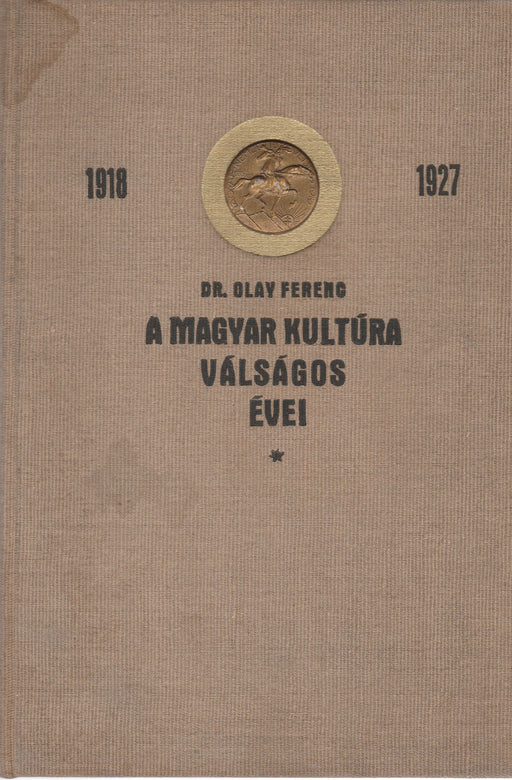 1918 1927
DR. OLAY FERENC
A MAGYAR KULTÚRA
VÁLSÁGOS
ÉVEI